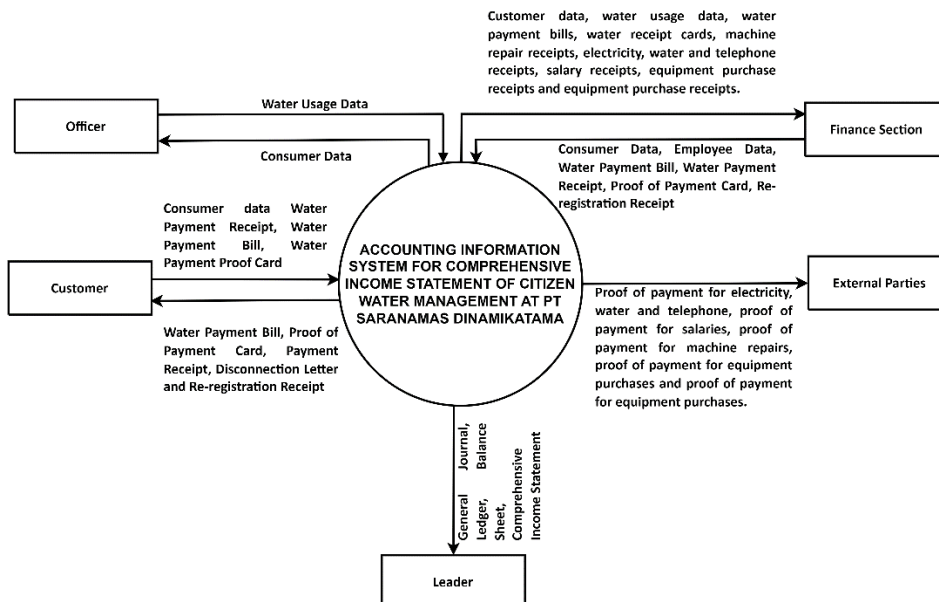 Customer data, water usage data, water
payment bills, water receipt cards, machine
repair receipts, electricity, water and telephone
receipts, salary receipts, equipment purchase
receipts and equipment purchase receipts.
Officer
Water Usage Data
Consumer Data
Finance Section
Consumer Data, Employee Data,
Water Payment Bill, Water Payment
Receipt, Proof of Payment Card, Re-
registration Receipt
Consumer data Water
Payment Receipt, Water
Payment Bill, Water
Payment Proof Card
Customer
Water Payment Bill, Proof of
Payment Card, Payment
Receipt, Disconnection Letter
and Re-registration Receipt
ACCOUNTING INFORMATION
SYSTEM FOR COMPREHENSIVE
INCOME STATEMENT OF CITIZEN
WATER MANAGEMENT AT PT
SARANAMAS DINAMIKATAMA
External Parties
Proof of payment for electricity,
water and telephone, proof of
payment for salaries, proof of
payment for machine repairs,
proof of payment for equipment
purchases and proof of payment
for equipment purchases.
General Journal,
Ledger, Balance
Sheet,
Comprehensive
Income Statement
Leader